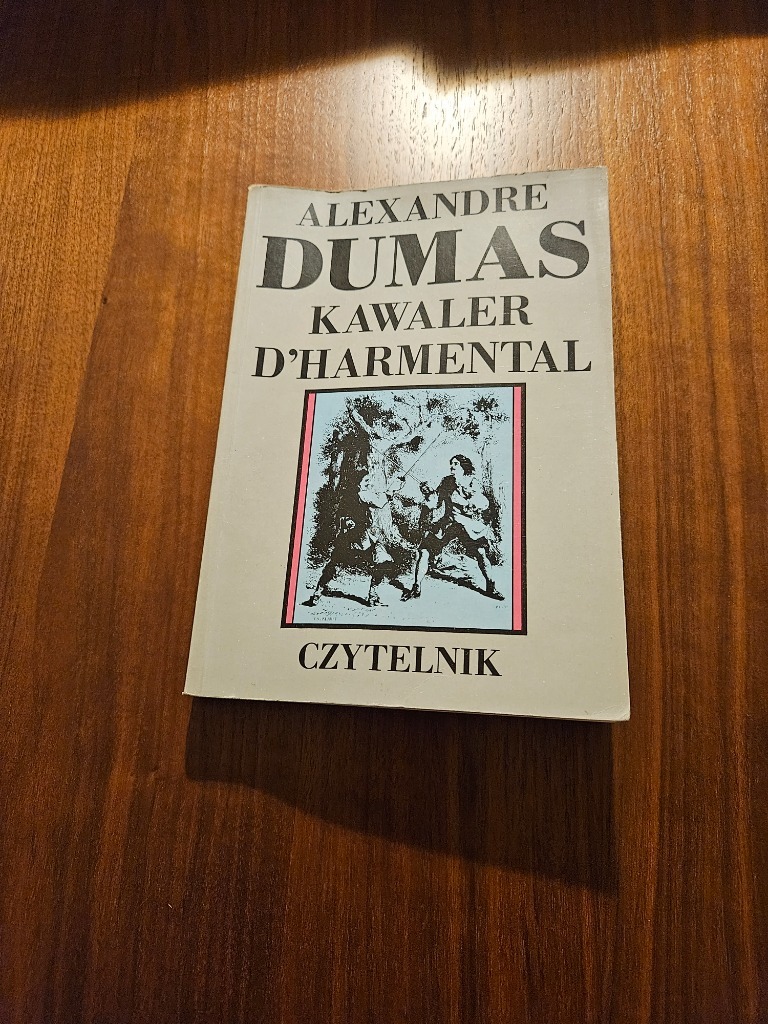 ALEXANDRE
DUMAS
KAWALER
D'HARMENTAL
CZYTELNIK